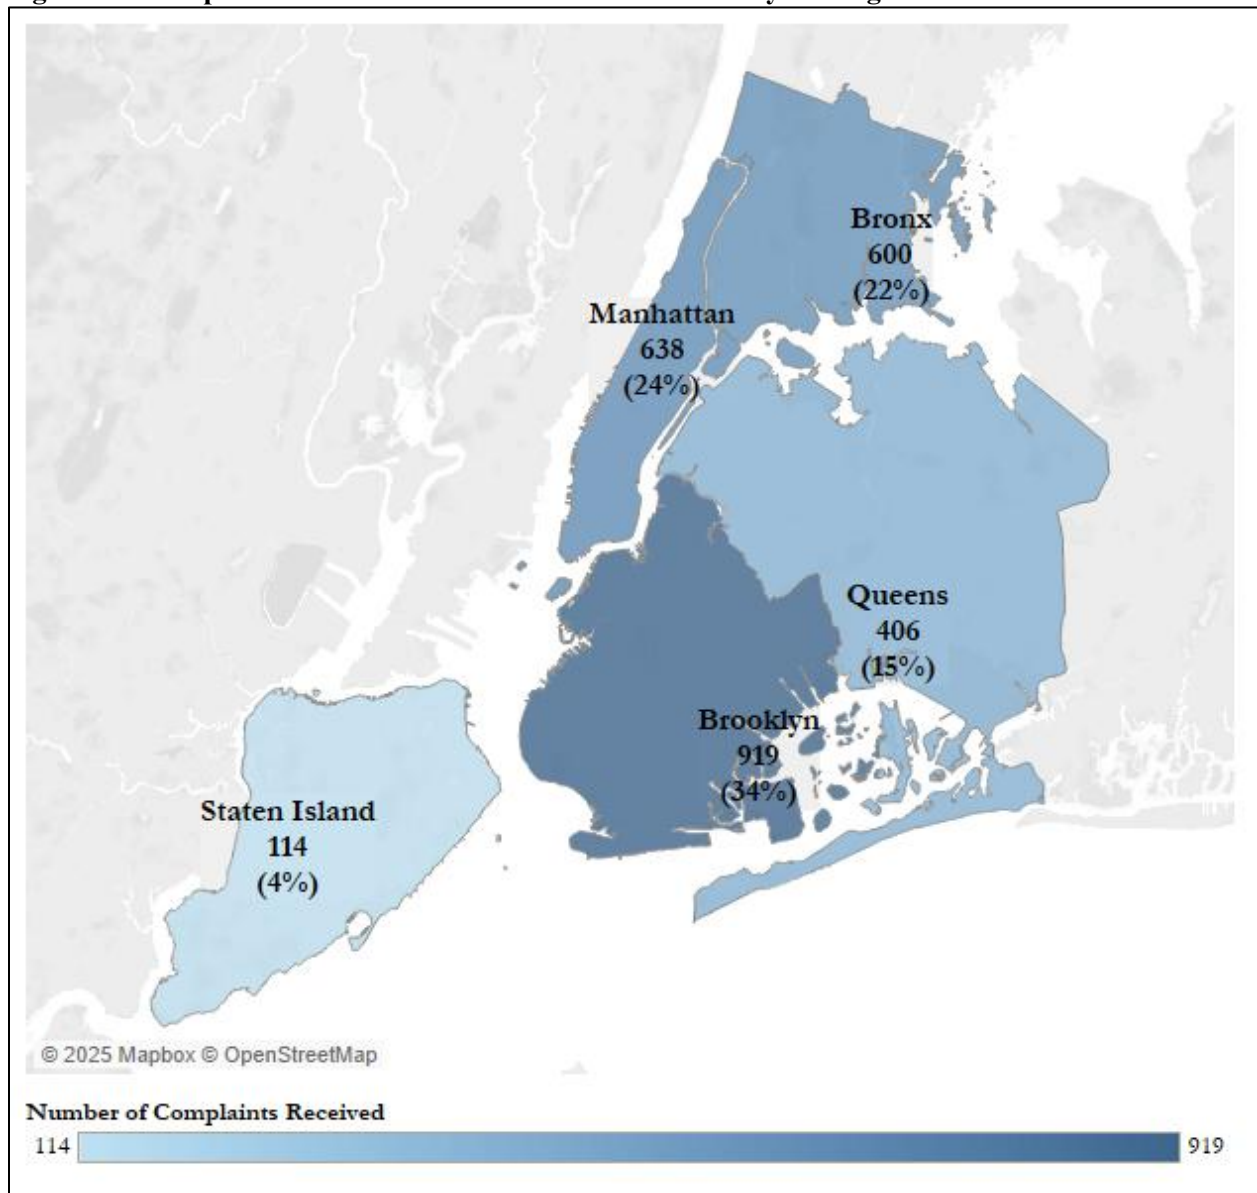 Bronx
600
(22%)
Manhattan
638
(24%)
Queens
406
(15%)
Brooklyn
919
(34%)
Staten Island
114
(4%)
© 2025 Mapbox © OpenStreetMap
Number of Complaints Received
114 919